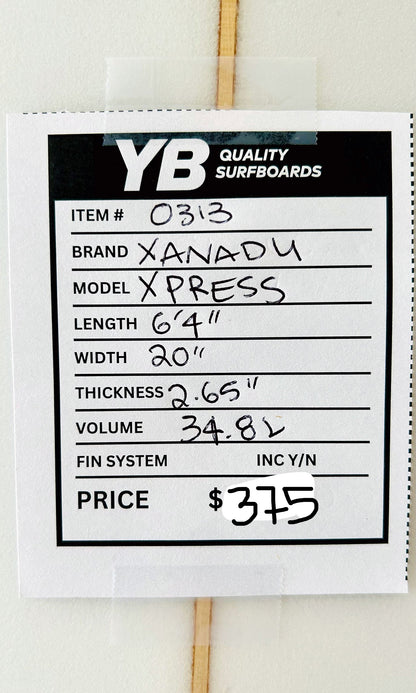 YB QUALITY
SURFBOARDS
ITEM # 0313
BRAND XANADU
MODEL X PRESS
LENGTH 6'4"
WIDTH 20"
THICKNESS 2.65"
VOLUME 34.8L
FIN SYSTEM INC Y/N
PRICE $375